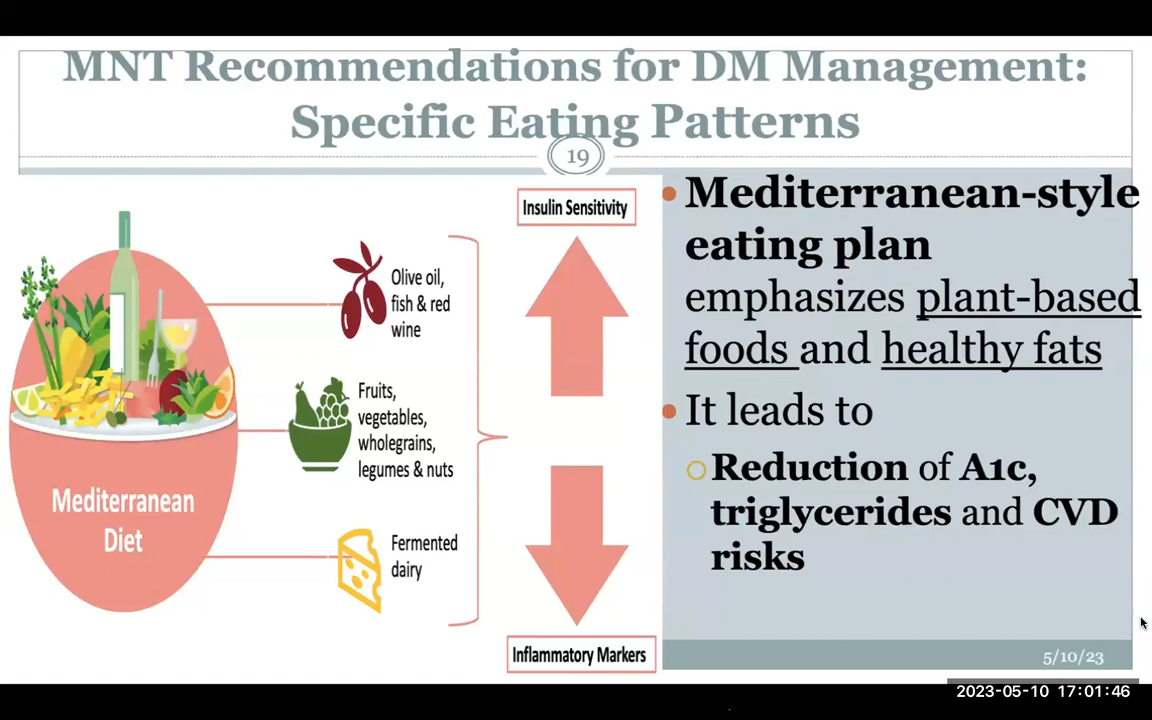 MNT Recommendations for DM Management:
Specific Eating Patterns
19
Insulin Sensitivity
Olive oil,
fish & red
wine
Fruits,
vegetables,
wholegrains,
legumes & nuts
Fermented
dairy
Mediterranean
Diet
Inflammatory Markers
Mediterranean-style
eating plan
emphasizes plant-based
foods and healthy fats
It leads to
Reduction of A1c,
triglycerides and CVD
risks
5/10/23
2023-05-10 17:01:46